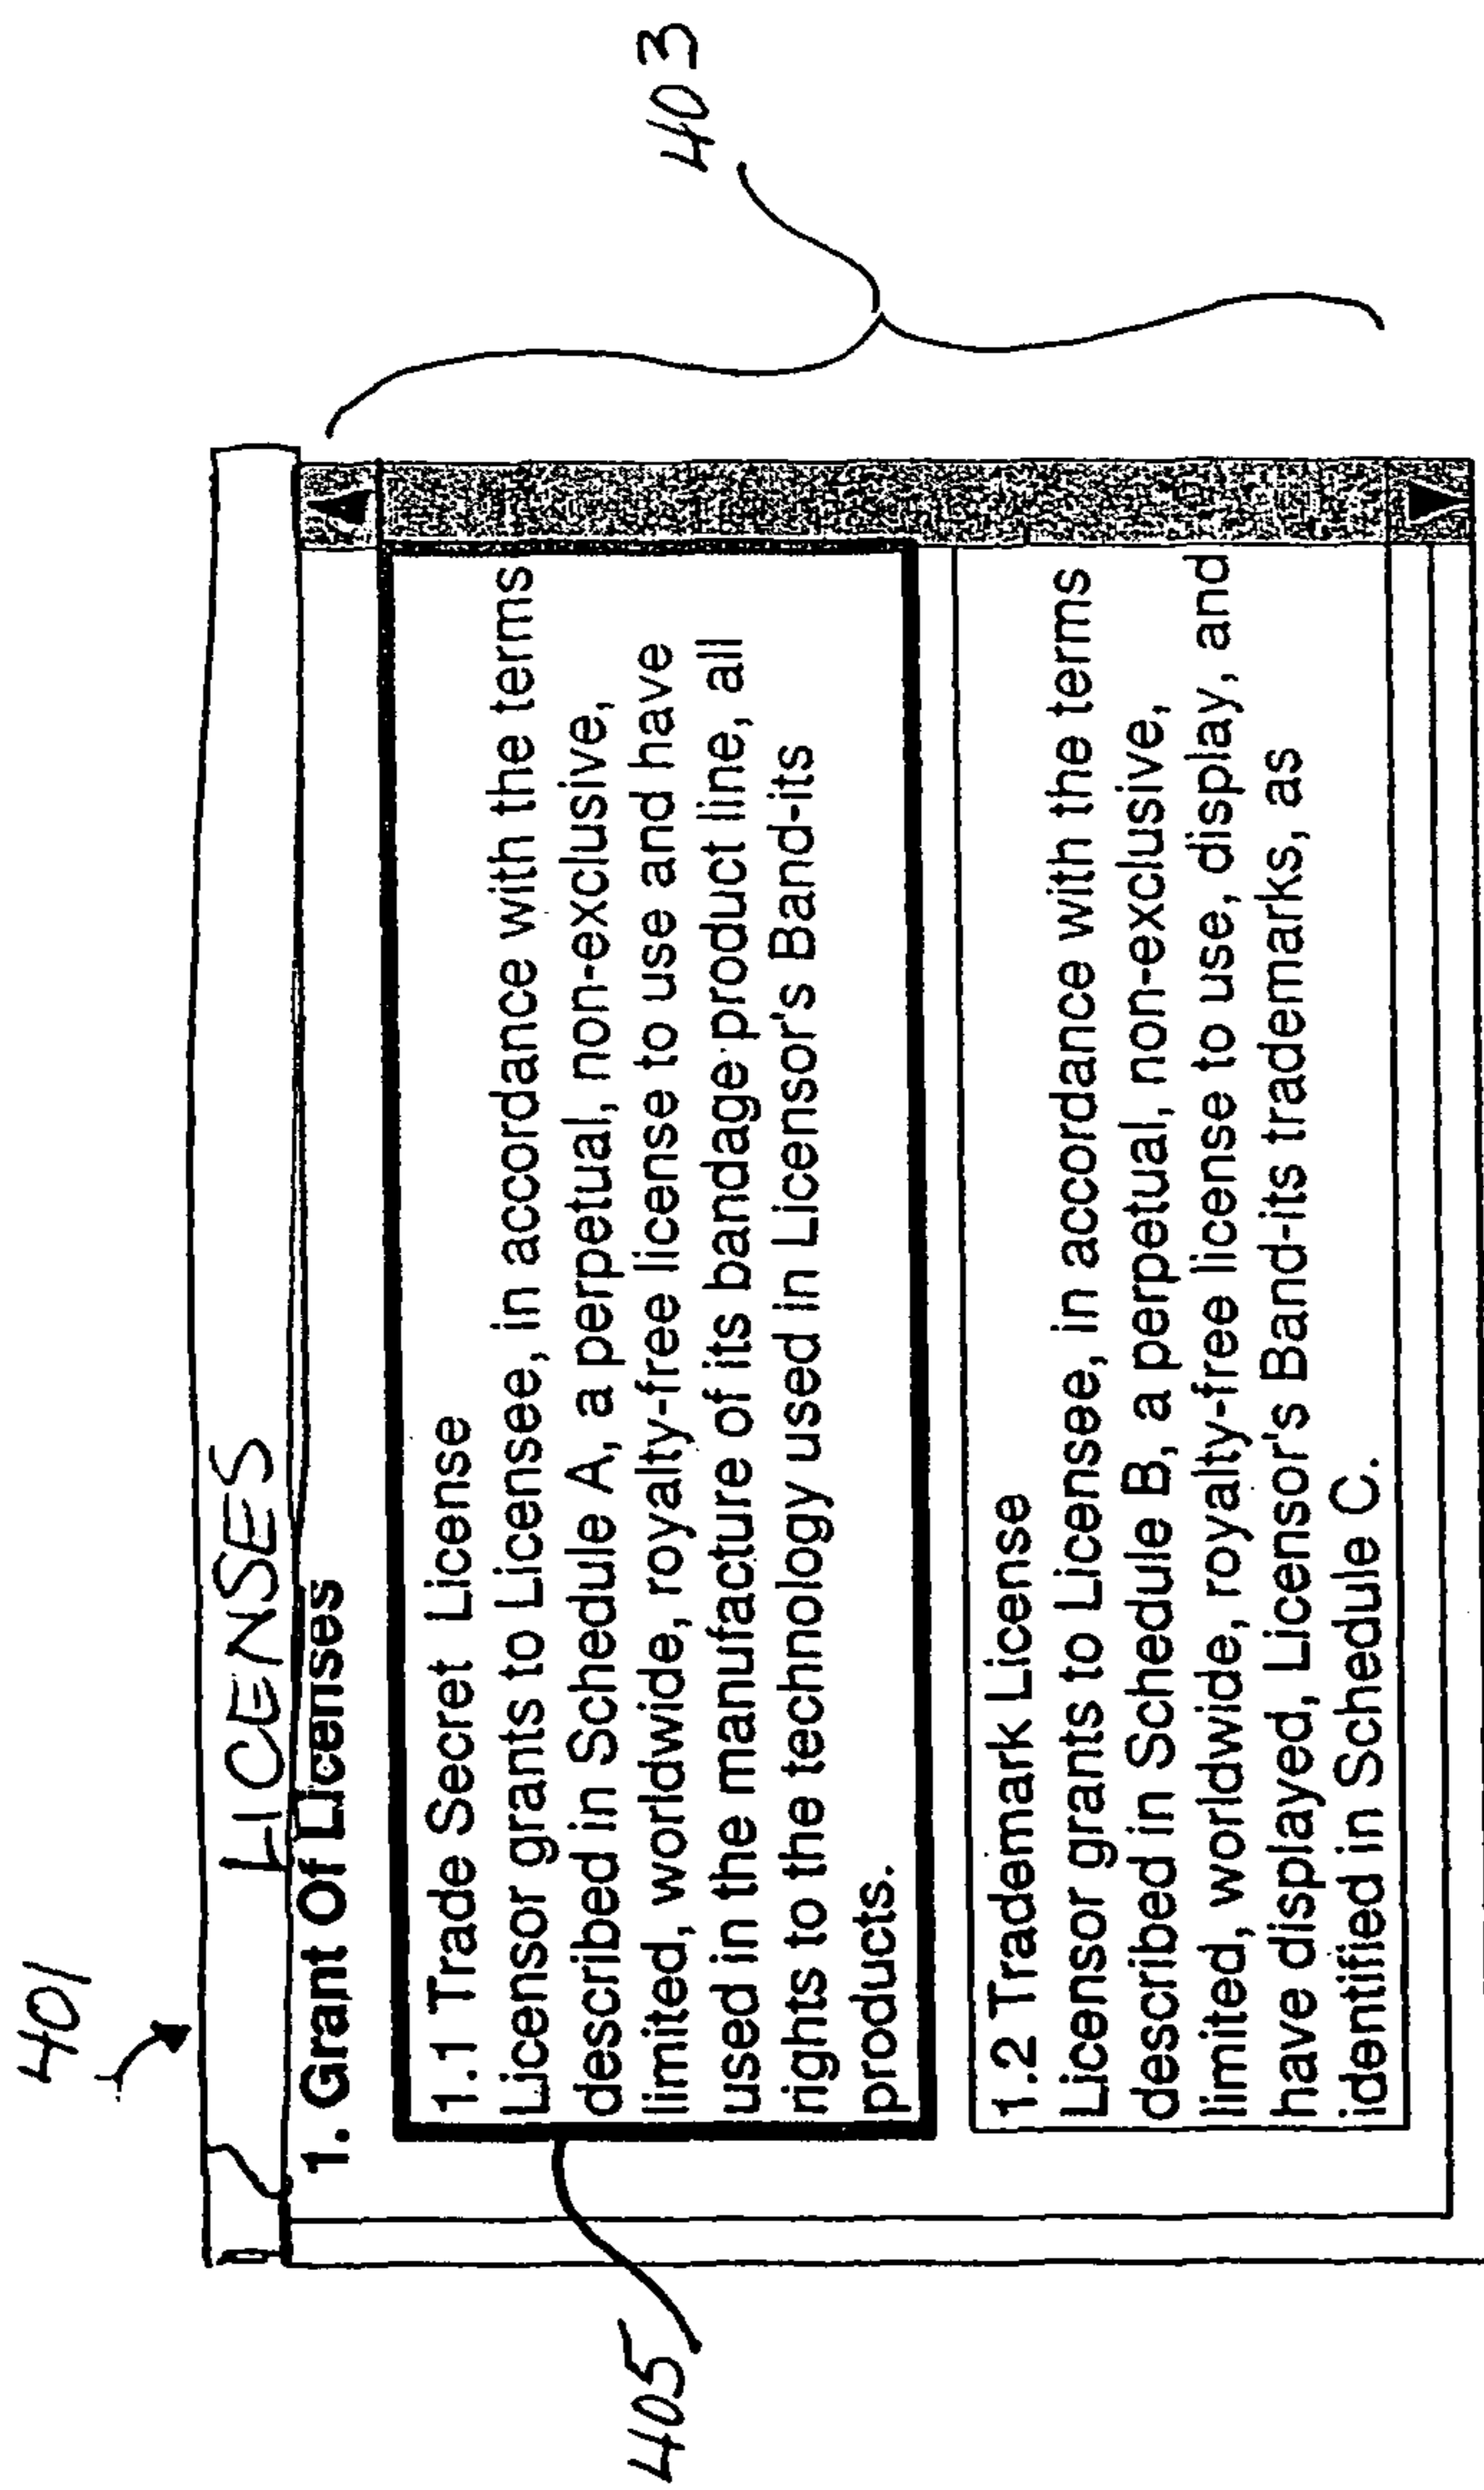 401
LICENSES
403
1. Grant Of Licenses
1.1 Trade Secret License
Licensor grants to Licensee, in accordance with the terms
described in Schedule A, a perpetual, non-exclusive,
limited, worldwide, royalty-free license to use and have
used in the manufacture of its bandage product line, all
rights to the technology used in Licensor's Band-its
products.
405
1.2 Trademark License
Licensor grants to Licensee, in accordance with the terms
described in Schedule B, a perpetual, non-exclusive,
limited, worldwide, royalty-free license to use, display, and
have displayed, Licensor's Band-its trademarks, as
identified in Schedule C.